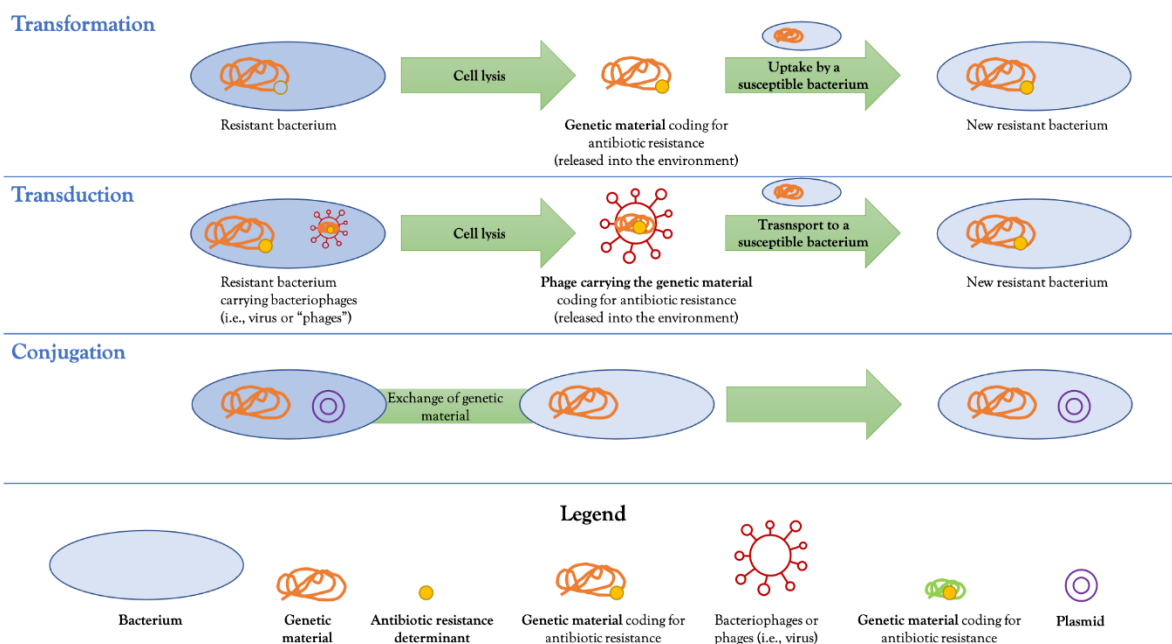 Transformation
Cell lysis
Uptake by a
susceptible bacterium
Resistant bacterium
Genetic material coding for
antibiotic resistance
(released into the environment)
New resistant bacterium
Transduction
Cell lysis
Trasnsport to a
susceptible bacterium
Resistant bacterium
carrying bacteriophages
(i.e., virus or “phages”)
Phage carrying the genetic material
coding for antibiotic resistance
(released into the environment)
New resistant bacterium
Conjugation
Exchange of genetic
material
Legend
Bacterium
Genetic
material
Antibiotic resistance
determinant
Genetic material coding for
antibiotic resistance
Bacteriophages or
phages (i.e., virus)
Genetic material coding for
antibiotic resistance
Plasmid